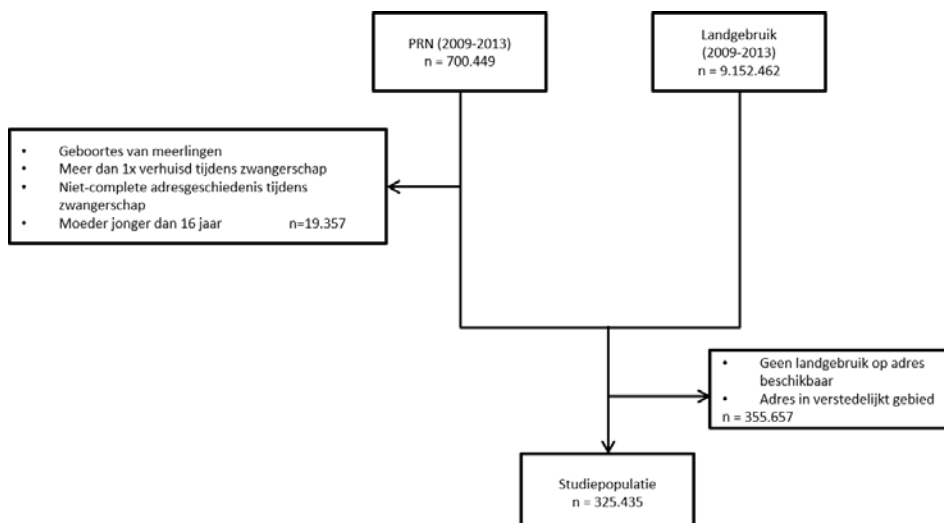 PRN (2009-2013)
n = 700.449
Landgebruik
(2009-2013)
n = 9.152.462
• Geboortes van meerlingen
• Meer dan 1x verhuisd tijdens zwangerschap
• Niet-complete adresgeschiedenis tijdens
zwangerschap
• Moeder jonger dan 16 jaar n=19.357
• Geen landgebruik op adres
beschikbaar
• Adres in verstedelijkt gebied
n = 355.657
Studiepopulatie
n = 325.435